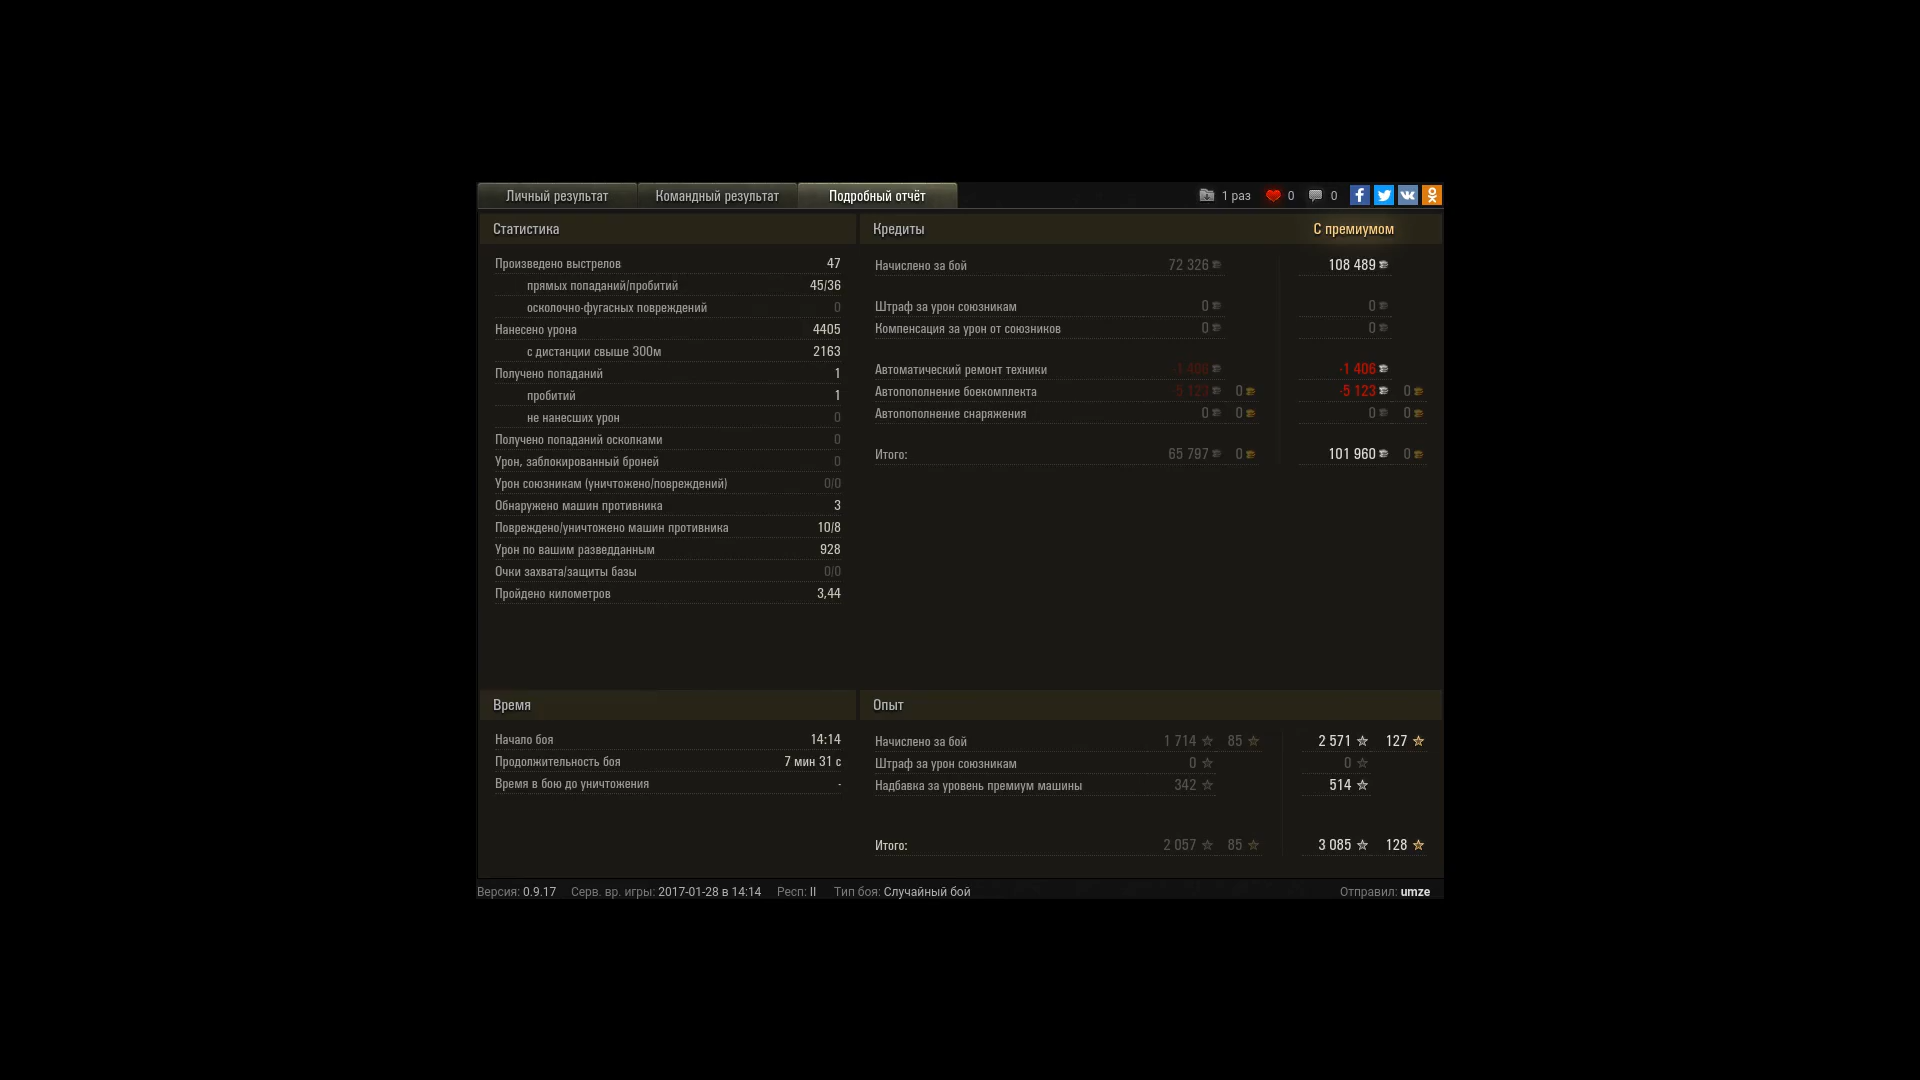 Личный результат Командный результат Подробный отчёт 1 раз 0 0
Статистика
Произведено выстрелов 47
прямых попаданий/пробитий 45/36
осколочно-фугасных повреждений 0
Нанесено урона 4405
с дистанции свыше 300м 2163
Получено попаданий 1
пробитий 1
не нанесших урон 0
Получено попаданий осколками 0
Урон, заблокированный броней 0
Урон союзникам (уничтожено/повреждений) 0/0
Обнаружено машин противника 3
Повреждено/уничтожено машин противника 10/8
Урон по вашим разведданным 928
Очки захвата/защиты базы 0/0
Пройдено километров 3,44
Кредиты С премиумом
Начислено за бой 72 326 108 489
Штраф за урон союзникам 0 0
Компенсация за урон от союзников 0 0
Автоматический ремонт техники -1 406 -1 406
Автопополнение боекомплекта -5 123 0 -5 123 0
Автопополнение снаряжения 0 0 0 0
Итого: 65 797 0 101 960 0
Время
Начало боя 14:14
Продолжительность боя 7 мин 31 с
Время в бою до уничтожения -
Опыт
Начислено за бой 1 714 85 2 571 127
Штраф за урон союзникам 0 0
Надбавка за уровень премиум машины 342 514
Итого: 2 057 85 3 085 128
Версия: 0.9.17 Серв. вр. игры: 2017-01-28 в 14:14 Респ: II Тип боя: Случайный бой Отправил: umze